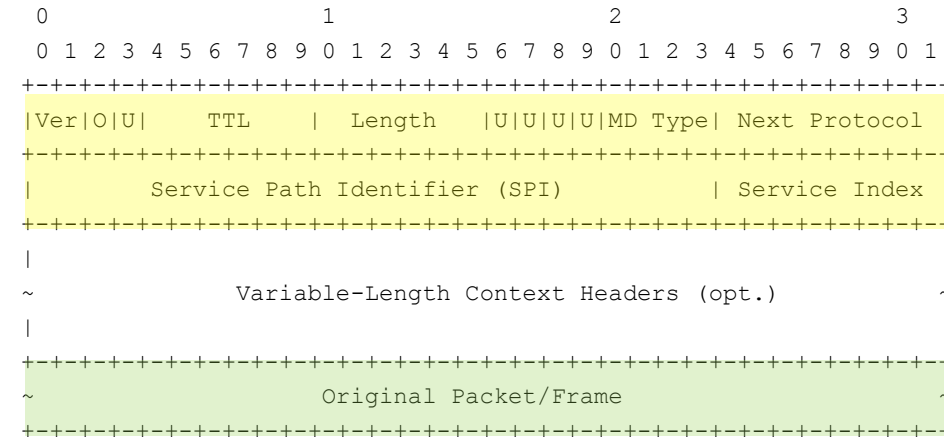 0                   1                   2                   3
0 1 2 3 4 5 6 7 8 9 0 1 2 3 4 5 6 7 8 9 0 1 2 3 4 5 6 7 8 9 0 1
+-+-+-+-+-+-+-+-+-+-+-+-+-+-+-+-+-+-+-+-+-+-+-+-+-+-+-+-+-+-+-+--
|Ver|O|U|    TTL    |  Length   |U|U|U|U|MD Type| Next Protocol
+-+-+-+-+-+-+-+-+-+-+-+-+-+-+-+-+-+-+-+-+-+-+-+-+-+-+-+-+-+-+-+--
|        Service Path Identifier (SPI)          | Service Index
+-+-+-+-+-+-+-+-+-+-+-+-+-+-+-+-+-+-+-+-+-+-+-+-+-+-+-+-+-+-+-+--
|
~              Variable-Length Context Headers (opt.)           ~
|
+-+-+-+-+-+-+-+-+-+-+-+-+-+-+-+-+-+-+-+-+-+-+-+-+-+-+-+-+-+-+-+--
~                    Original Packet/Frame                      ~
+-+-+-+-+-+-+-+-+-+-+-+-+-+-+-+-+-+-+-+-+-+-+-+-+-+-+-+-+-+-+-+--